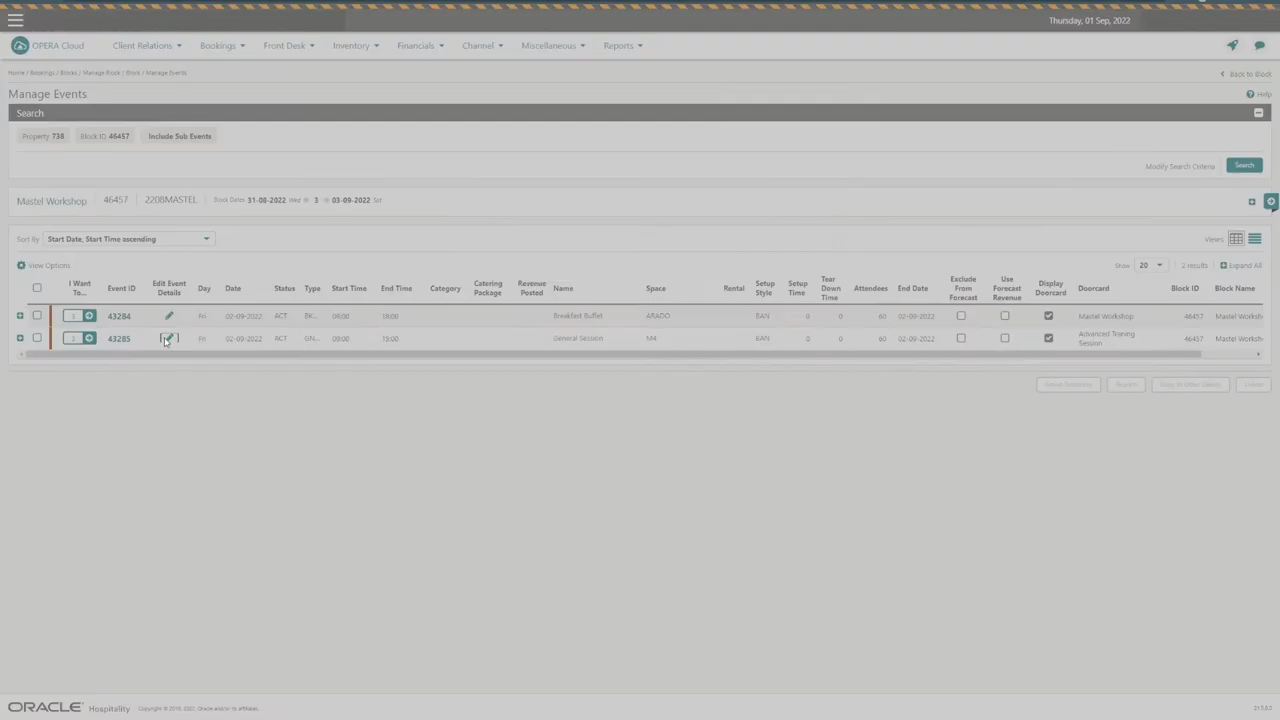 Thursday, 01 Sep, 2022
OPERA Cloud Client Relations Bookings Front Desk Inventory Financials Channel Miscellaneous Reports
Home / Bookings / Blocks / Manage Block / Block / Manage Events
Back to Block
Manage Events
Help
Search
Property 738 Block ID 46457 Include Sub Events
Modify Search Criteria Search
Mastel Workshop 46457 2208MASTEL Block Dates 31-08-2022 Wed 3 03-09-2022 Sat
Sort By Start Date, Start Time ascending Views
View Options Show 20 2 results Expand All
I Want To... Event ID Edit Event Details Day Date Status Type Start Time End Time Category Catering Package Revenue Posted Name Space Rental Setup Style Setup Time Tear Down Time Attendees End Date Exclude From Forecast Use Forecast Revenue Display Doorcard Doorcard Block ID Block Name
3 43284 Fri 02-09-2022 ACT BK... Breakfast Buffet ARADO BAN 0 0 60 02-09-2022 Mastel Workshop 46457 Mastel Worksh
3 43285 Fri 02-09-2022 ACT GN... General Session M4 BAN 0 0 60 02-09-2022 Advanced Training Session 46457 Mastel Worksh
Copy to Other Events Delete
ORACLE Hospitality Copyright © 2016, 2022, Oracle and/or its affiliates.